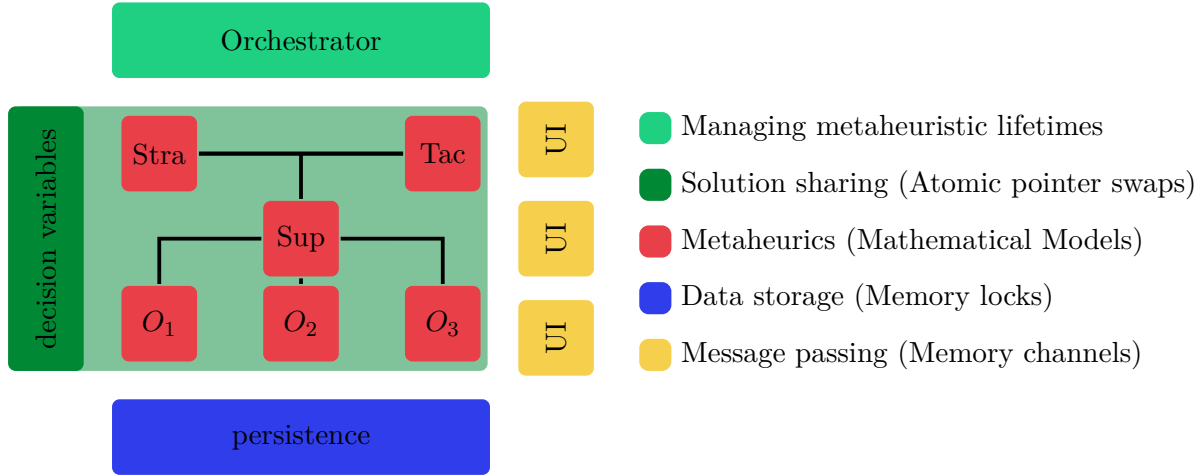 Orchestrator
decision variables
Stra
Tac
Sup
O₁
O₂
O₃
UI
UI
UI
persistence
Managing metaheuristic lifetimes
Solution sharing (Atomic pointer swaps)
Metaheurics (Mathematical Models)
Data storage (Memory locks)
Message passing (Memory channels)